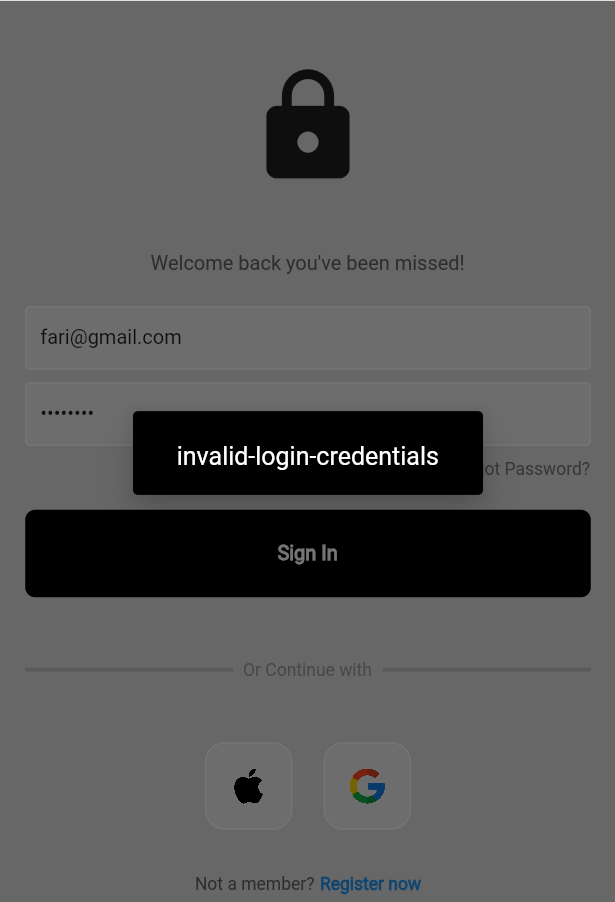 Welcome back you've been missed!
fari@gmail.com
••••••••
invalid-login-credentials
ot Password?
Sign In
Or Continue with
Not a member? Register now